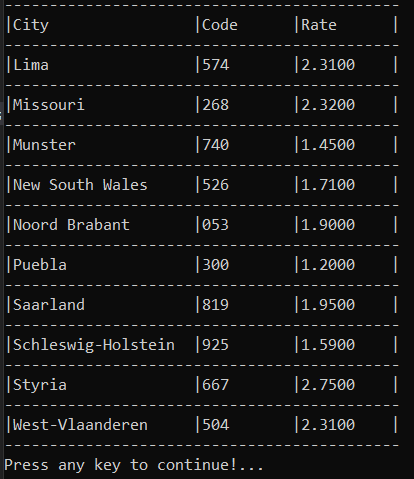 |City |Code |Rate |
|Lima |574 |2.3100 |
|Missouri |268 |2.3200 |
|Munster |740 |1.4500 |
|New South Wales |526 |1.7100 |
|Noord Brabant |053 |1.9000 |
|Puebla |300 |1.2000 |
|Saarland |819 |1.9500 |
|Schleswig-Holstein |925 |1.5900 |
|Styria |667 |2.7500 |
|West-Vlaanderen |504 |2.3100 |
Press any key to continue!...